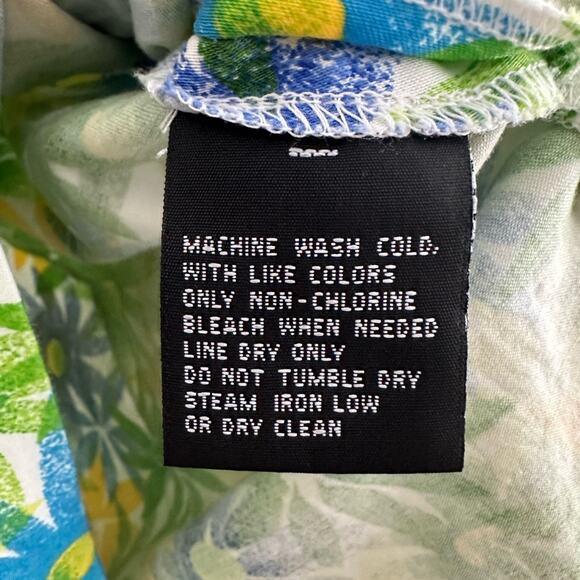 MACHINE WASH COLD.
WITH LIKE COLORS
ONLY NON-CHLORINE
BLEACH WHEN NEEDED
LINE DRY ONLY
DO NOT TUMBLE DRY
STEAM IRON LOW
OR DRY CLEAN